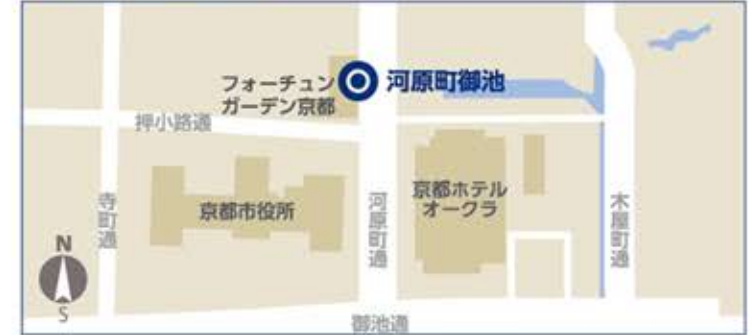 フォーチュン
ガーデン京都
河原町御池
押小路通
寺町通
京都市役所
河原町通
京都ホテル
オークラ
木屋町通
N
S
御池通